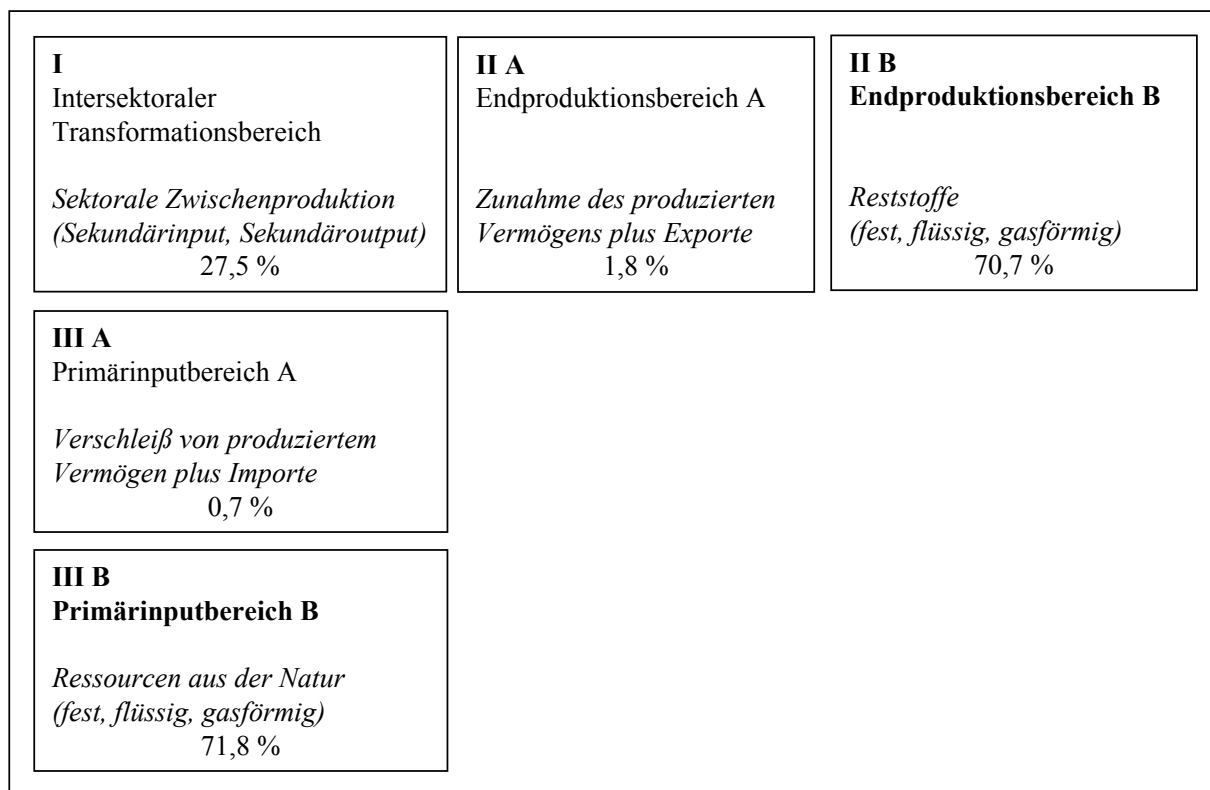 I
Intersektoraler
Transformationsbereich
Sektorale Zwischenproduktion
(Sekundärinput, Sekundäroutput)
27,5 %
II A
Endproduktionsbereich A
Zunahme des produzierten
Vermögens plus Exporte
1,8 %
II B
Endproduktionsbereich B
Reststoffe
(fest, flüssig, gasförmig)
70,7 %
III A
Primärinputbereich A
Verschleiß von produziertem
Vermögen plus Importe
0,7 %
III B
Primärinputbereich B
Ressourcen aus der Natur
(fest, flüssig, gasförmig)
71,8 %